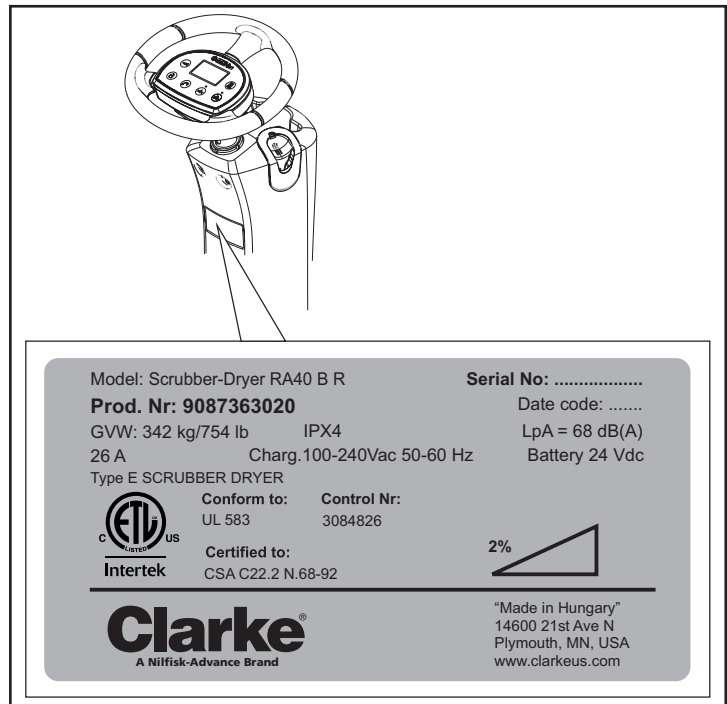 Model: Scrubber-Dryer RA40 B R
Serial No: ..................
Prod. Nr: 9087363020
Date code: .......
GVW: 342 kg/754 lb
IPX4
LpA = 68 dB(A)
26 A
Charg.100-240Vac 50-60 Hz
Battery 24 Vdc
Type E SCRUBBER DRYER
Conform to:
Control Nr:
UL 583
3084826
C ETL US
LISTED
Intertek
Certified to:
CSA C22.2 N.68-92
2%
Clarke®
A Nilfisk-Advance Brand
“Made in Hungary”
14600 21st Ave N
Plymouth, MN, USA
www.clarkeus.com